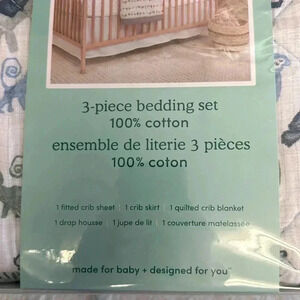 3-piece bedding set
100% cotton
ensemble de literie 3 pièces
100% coton
1 fitted crib sheet | 1 crib skirt | 1 quilted crib blanket
1 drap housse | 1 jupe de lit | 1 couverture matelassée
made for baby + designed for you™